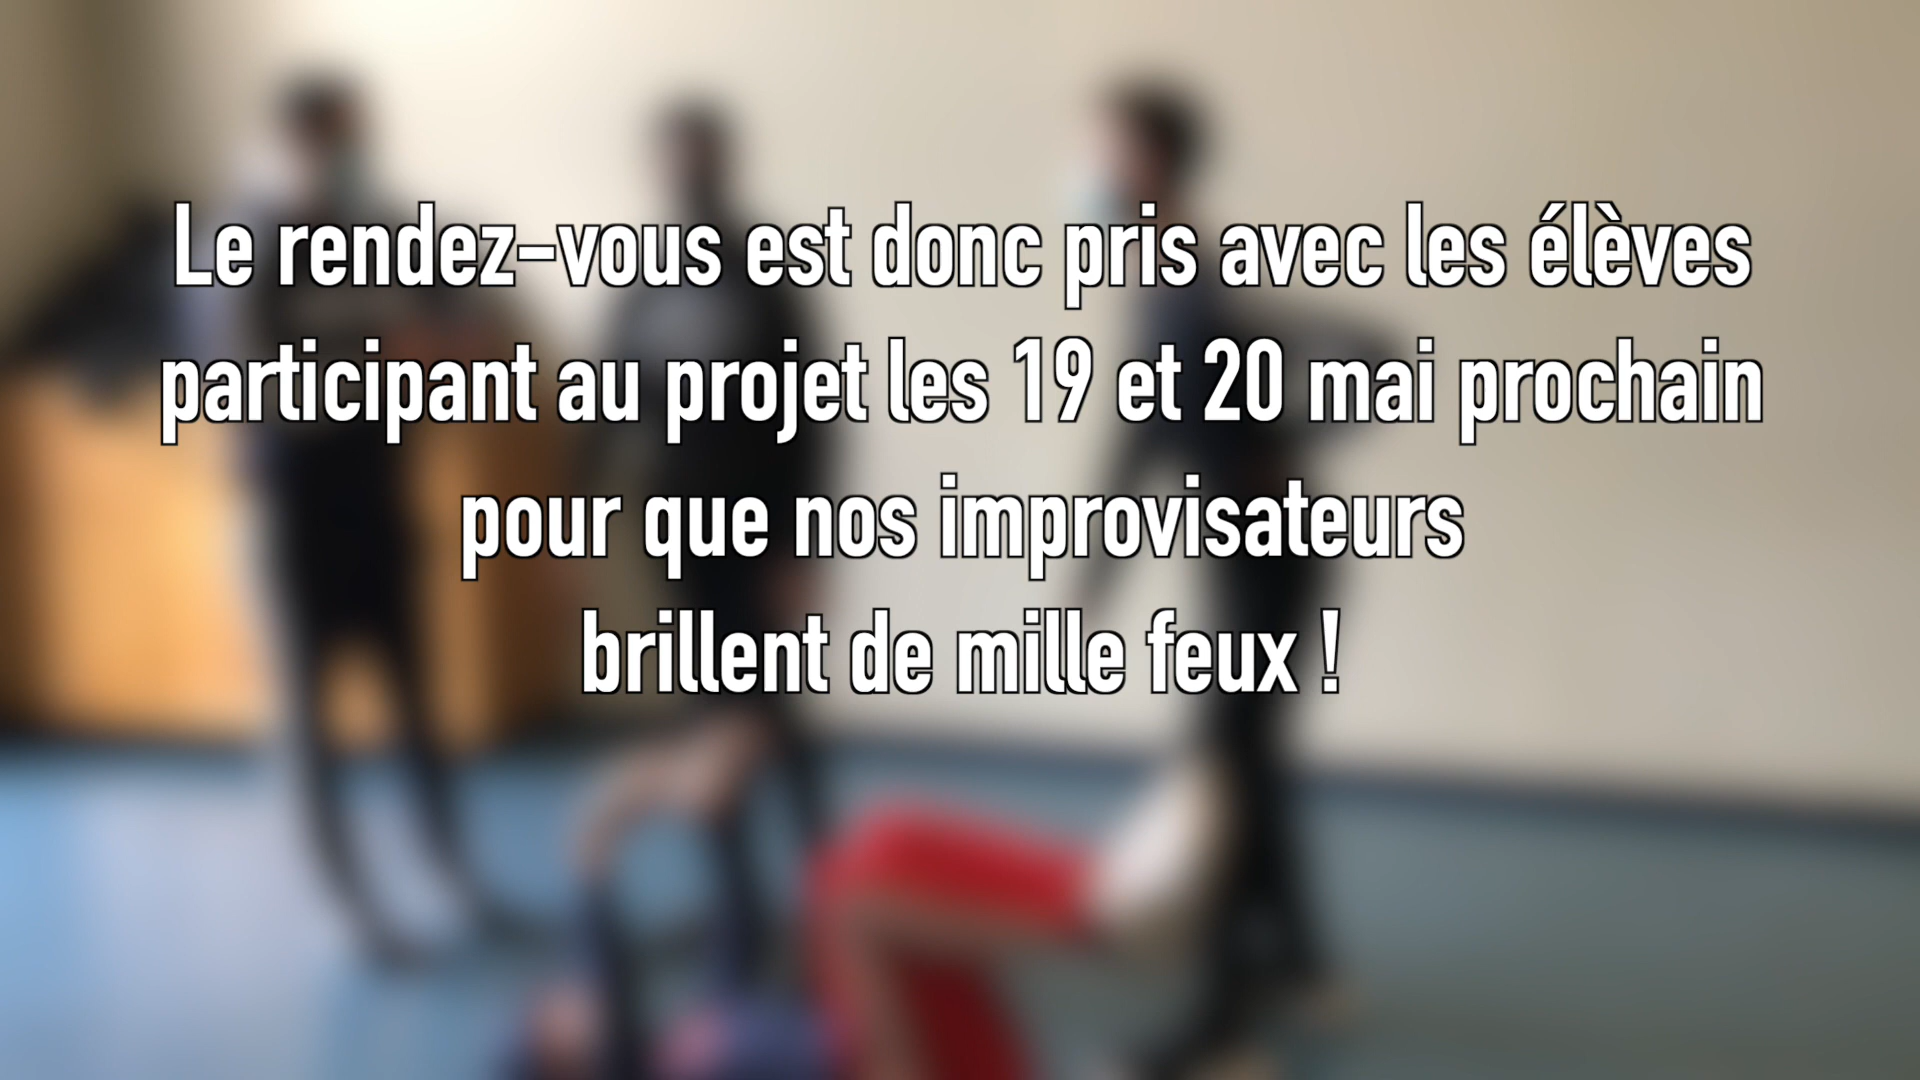 Le rendez-vous est donc pris avec les élèves
participant au projet les 19 et 20 mai prochain
pour que nos improvisateurs
brillent de mille feux !